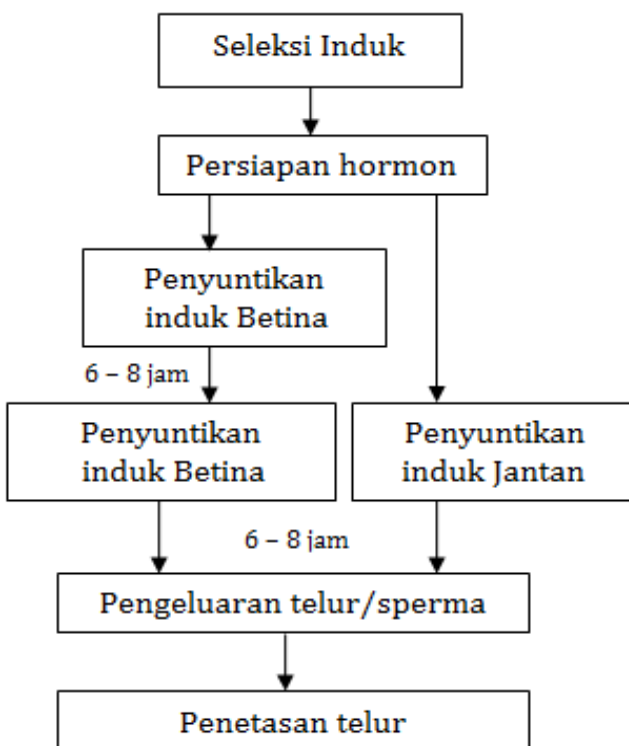 Seleksi Induk
Persiapan hormon
Penyuntikan
induk Betina
6 – 8 jam
Penyuntikan
induk Betina
Penyuntikan
induk Jantan
6 – 8 jam
Pengeluaran telur/sperma
Penetasan telur